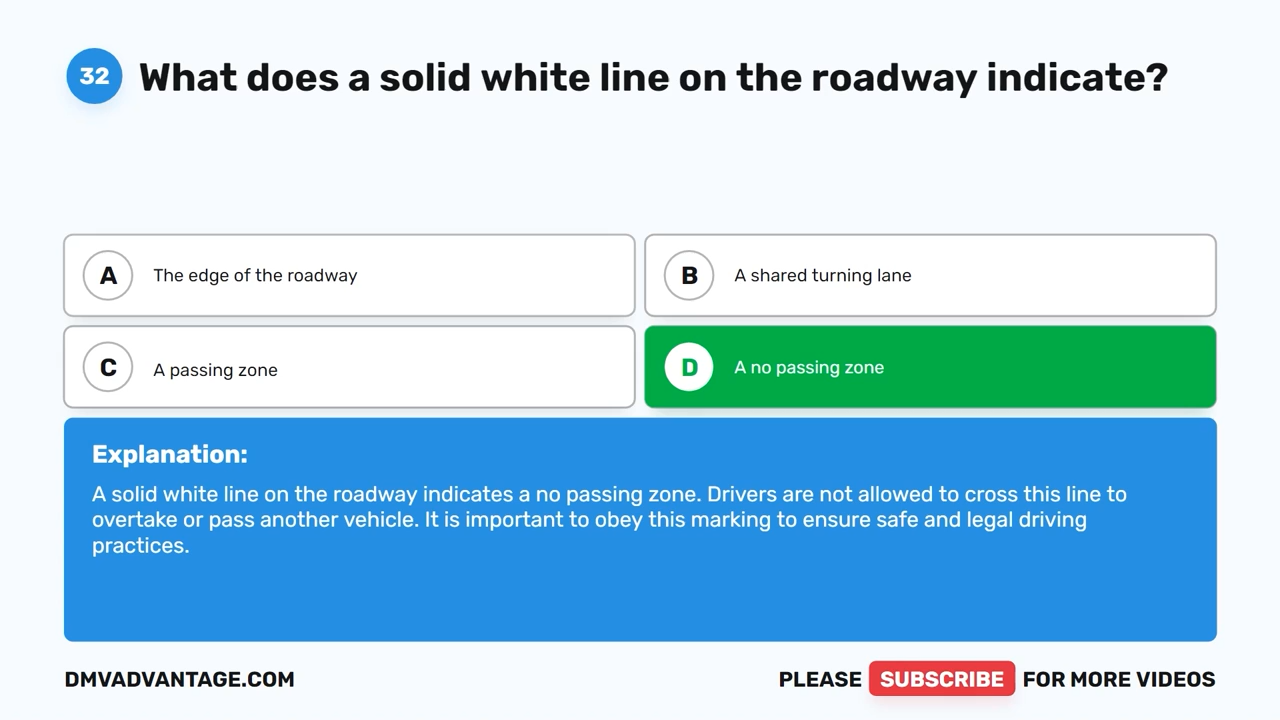 32 What does a solid white line on the roadway indicate?
A The edge of the roadway
B A shared turning lane
C A passing zone
D A no passing zone
Explanation:
A solid white line on the roadway indicates a no passing zone. Drivers are not allowed to cross this line to
overtake or pass another vehicle. It is important to obey this marking to ensure safe and legal driving
practices.
DMVADVANTAGE.COM
PLEASE SUBSCRIBE FOR MORE VIDEOS